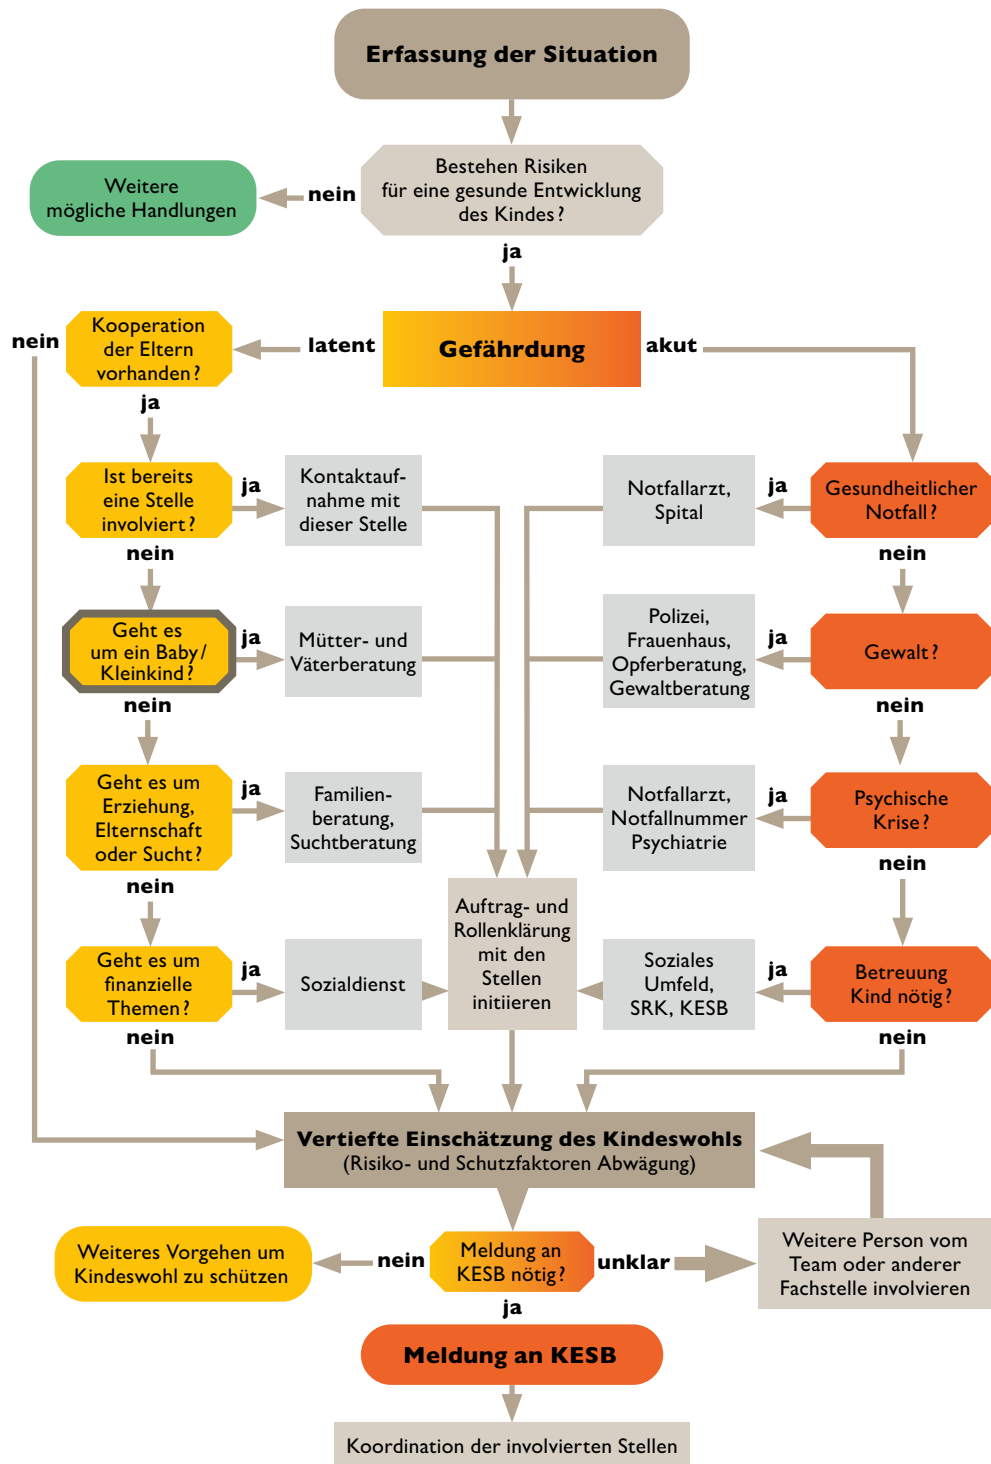 Erfassung der Situation
Bestehen Risiken
für eine gesunde Entwicklung
des Kindes?
nein
Weitere
mögliche Handlungen
ja
Gefährdung
latent
akut
Kooperation
der Eltern
vorhanden?
nein
ja
Ist bereits
eine Stelle
involviert?
ja
Kontaktauf-
nahme mit
dieser Stelle
nein
Geht es
um ein Baby/
Kleinkind?
ja
Mütter- und
Väterberatung
nein
Geht es um
Erziehung,
Elternschaft
oder Sucht?
ja
Familien-
beratung,
Suchtberatung
nein
Geht es um
finanzielle
Themen?
ja
Sozialdienst
nein
Gesundheitlicher
Notfall?
ja
Notfallarzt,
Spital
nein
Gewalt?
ja
Polizei,
Frauenhaus,
Opferberatung,
Gewaltberatung
nein
Psychische
Krise?
ja
Notfallarzt,
Notfallnummer
Psychiatrie
nein
Betreuung
Kind nötig?
ja
Soziales
Umfeld,
SRK, KESB
nein
Auftrag- und
Rollenklärung
mit den
Stellen
initiieren
Vertiefte Einschätzung des Kindeswohls
(Risiko- und Schutzfaktoren Abwägung)
Meldung an
KESB nötig?
nein
Weiteres Vorgehen um
Kindeswohl zu schützen
unklar
Weitere Person vom
Team oder anderer
Fachstelle involvieren
ja
Meldung an KESB
Koordination der involvierten Stellen